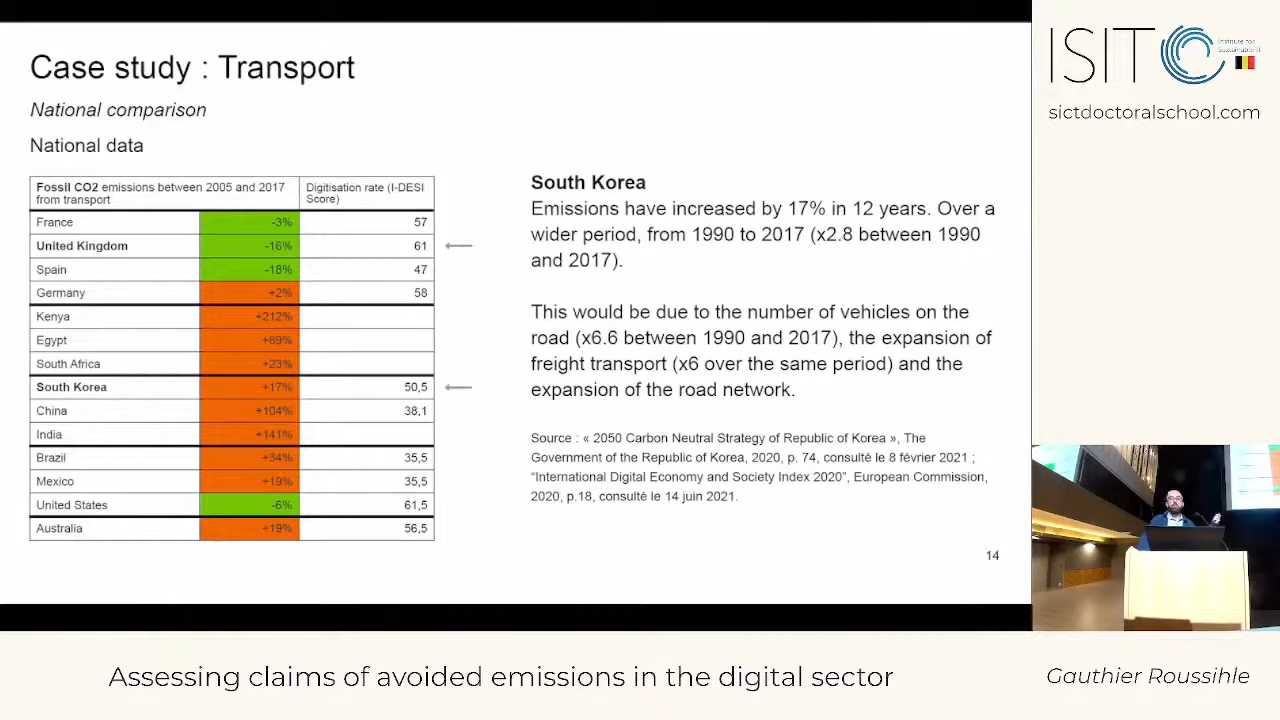 Case study : Transport
National comparison
National data
Fossil CO2 emissions between 2005 and 2017 from transport Digitisation rate (I-DESI Score)
France -3% 57
United Kingdom -16% 61
Spain -18% 47
Germany +2% 58
Kenya +212%
Egypt +89%
South Africa +23%
South Korea +17% 50,5
China +104% 38,1
India +141%
Brazil +34% 35,5
Mexico +19% 35,5
United States -6% 61,5
Australia +19% 56,5
South Korea
Emissions have increased by 17% in 12 years. Over a
wider period, from 1990 to 2017 (x2.8 between 1990
and 2017).
This would be due to the number of vehicles on the
road (x6.6 between 1990 and 2017), the expansion of
freight transport (x6 over the same period) and the
expansion of the road network.
Source : « 2050 Carbon Neutral Strategy of Republic of Korea », The
Government of the Republic of Korea, 2020, p. 74, consulté le 8 février 2021 ;
“International Digital Economy and Society Index 2020”, European Commission,
2020, p.18, consulté le 14 juin 2021.
14
ISIT
Institute for
Sustainable IT
sictdoctoralschool.com
Assessing claims of avoided emissions in the digital sector
Gauthier Roussihle